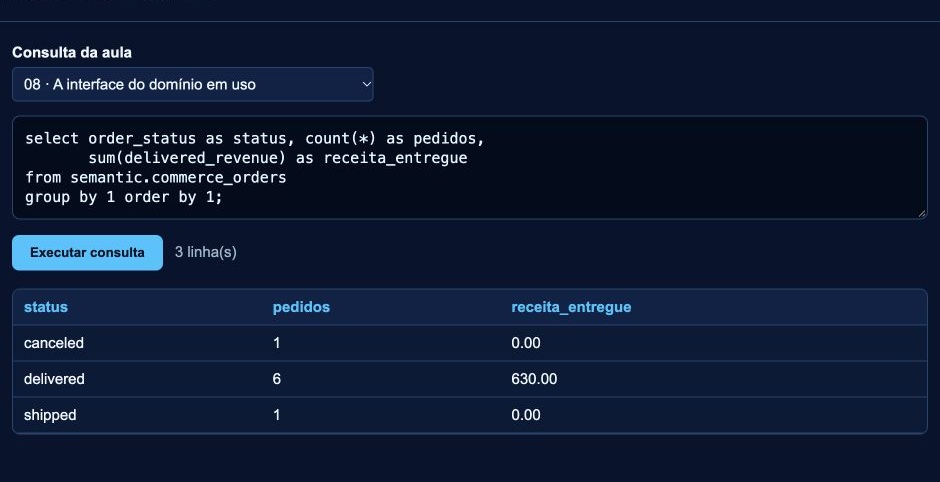 Consulta da aula
08 · A interface do domínio em uso
select order_status as status, count(*) as pedidos,
sum(delivered_revenue) as receita_entregue
from semantic.commerce_orders
group by 1 order by 1;
Executar consulta 3 linha(s)
status pedidos receita_entregue
canceled 1 0.00
delivered 6 630.00
shipped 1 0.00